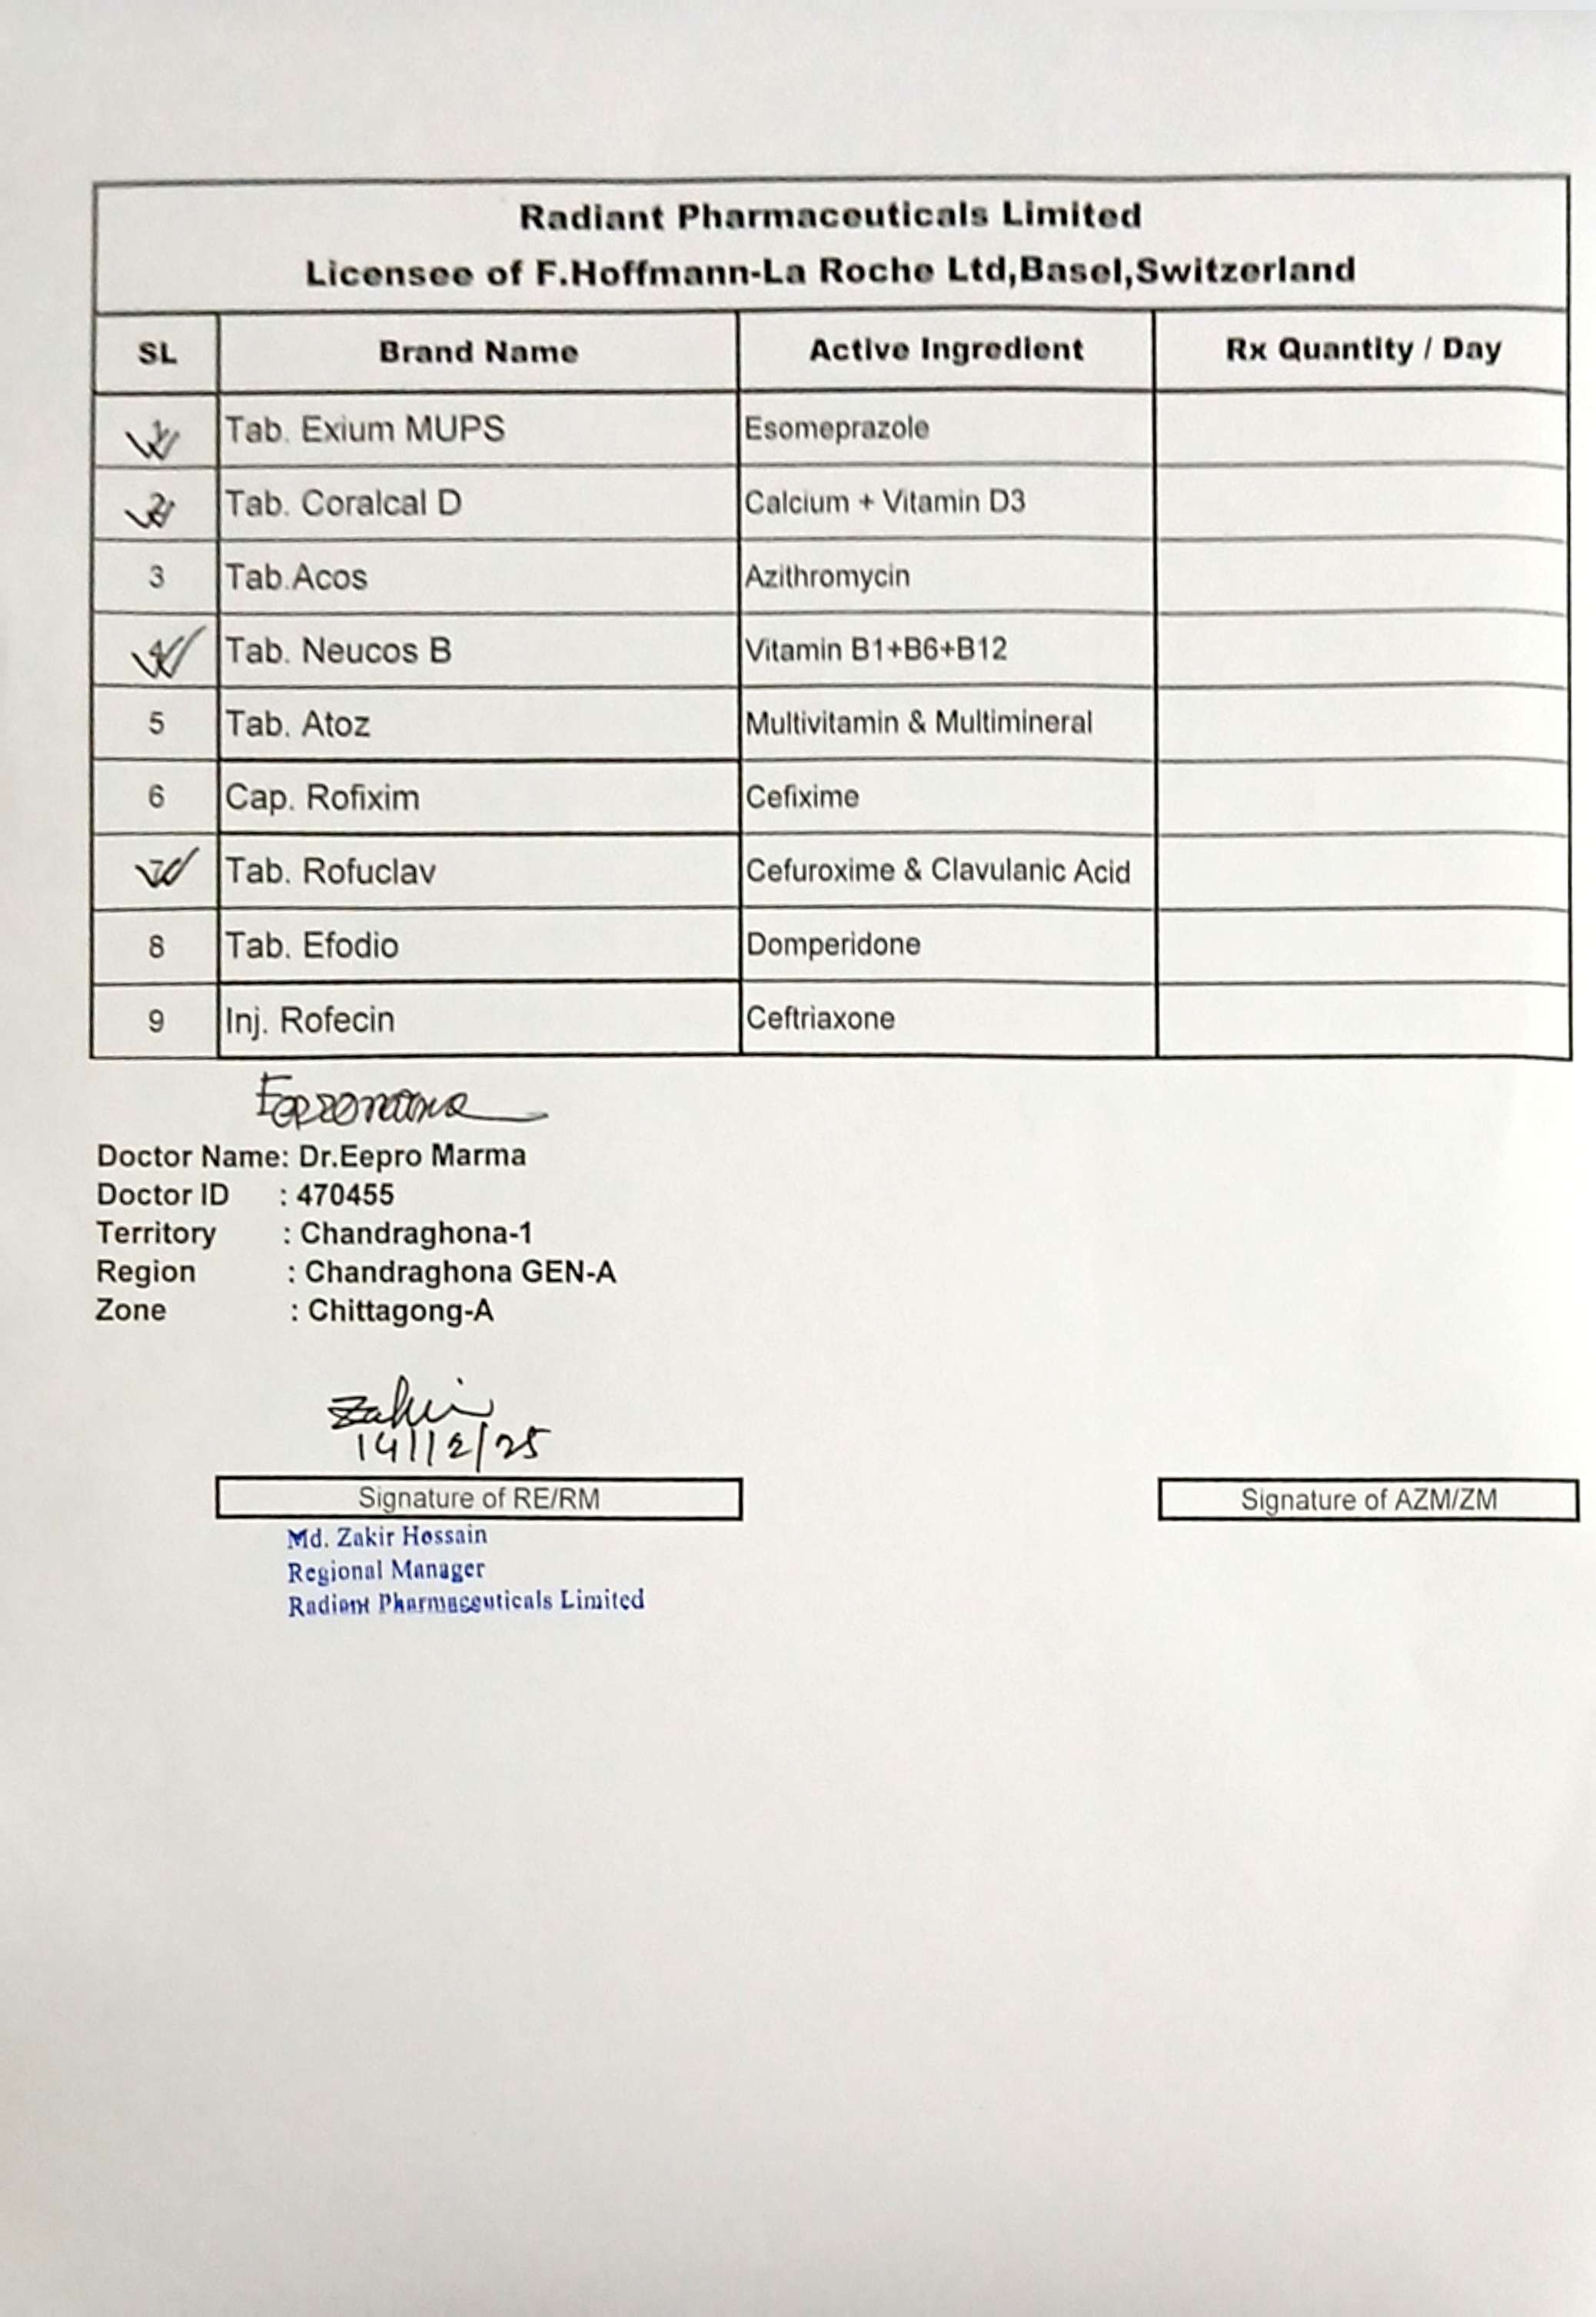 Radiant Pharmaceuticals Limited
Licensee of F.Hoffmann-La Roche Ltd,Basel,Switzerland
SL Brand Name Active Ingredient Rx Quantity / Day
1 Tab. Exium MUPS Esomeprazole
2 Tab. Coralcal D Calcium + Vitamin D3
3 Tab.Acos Azithromycin
4 Tab. Neucos B Vitamin B1+B6+B12
5 Tab. Atoz Multivitamin & Multimineral
6 Cap. Rofixim Cefixime
7 Tab. Rofuclav Cefuroxime & Clavulanic Acid
8 Tab. Efodio Domperidone
9 Inj. Rofecin Ceftriaxone
Doctor Name: Dr.Eepro Marma
Doctor ID : 470455
Territory : Chandraghona-1
Region : Chandraghona GEN-A
Zone : Chittagong-A
Zakir
14/12/25
Signature of RE/RM Signature of AZM/ZM
Md. Zakir Hossain
Regional Manager
Radiant Pharmaceuticals Limited